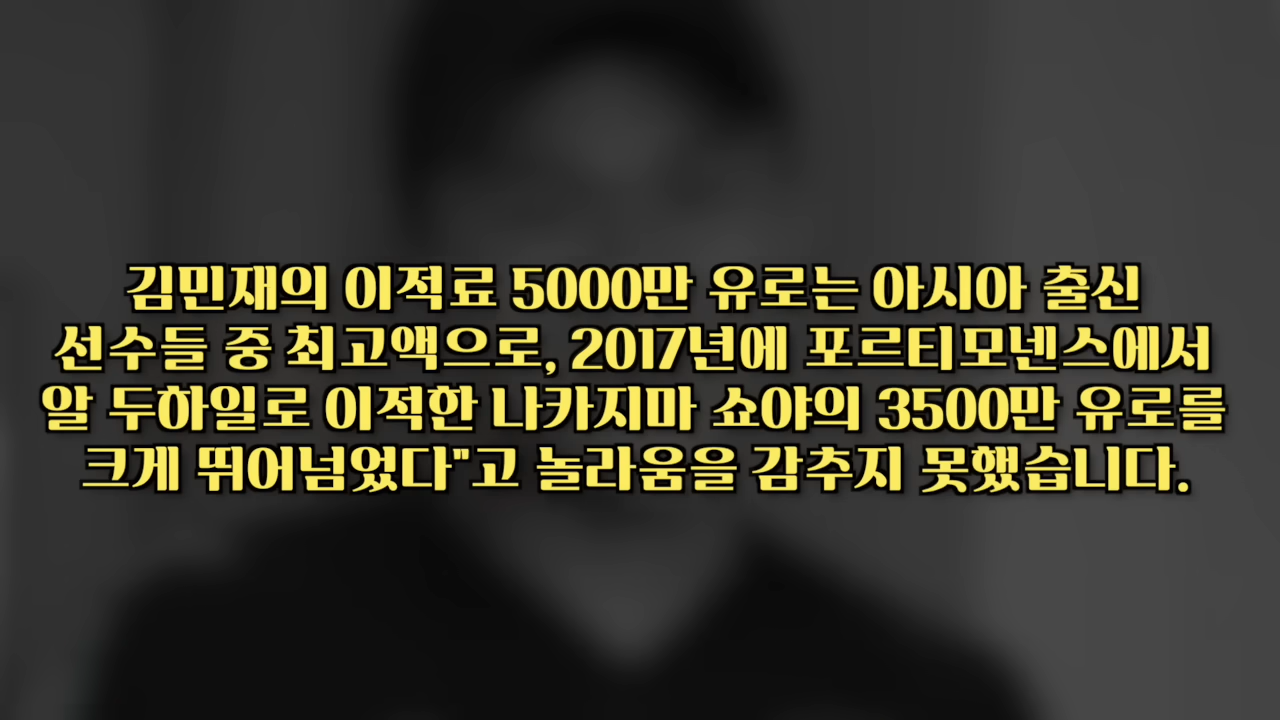 김민재의 이적료 5000만 유로는 아시아 출신
선수들 중 최고액으로, 2017년에 포르티모넨스에서
알 두하일로 이적한 나카지마 쇼야의 3500만 유로를
크게 뛰어넘었다"고 놀라움을 감추지 못했습니다.